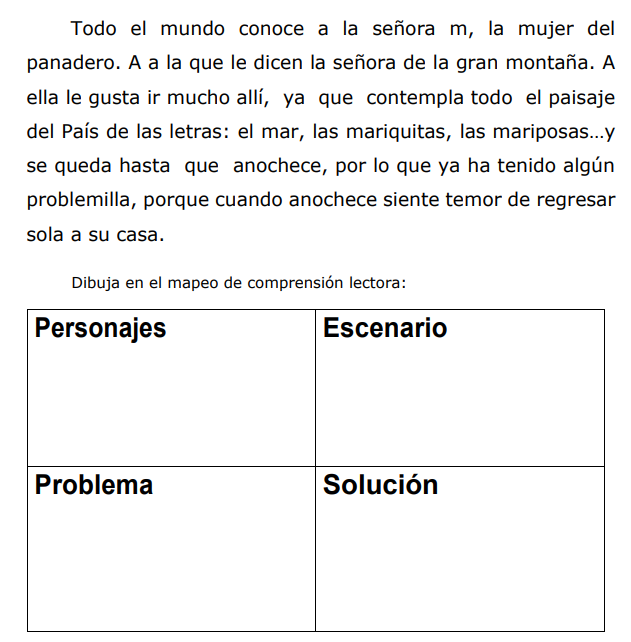 Todo el mundo conoce a la señora m, la mujer del
panadero. A a la que le dicen la señora de la gran montaña. A
ella le gusta ir mucho allí, ya que contempla todo el paisaje
del País de las letras: el mar, las mariquitas, las mariposas…y
se queda hasta que anochece, por lo que ya ha tenido algún
problemilla, porque cuando anochece siente temor de regresar
sola a su casa.
Dibuja en el mapeo de comprensión lectora:
Personajes
Escenario
Problema
Solución